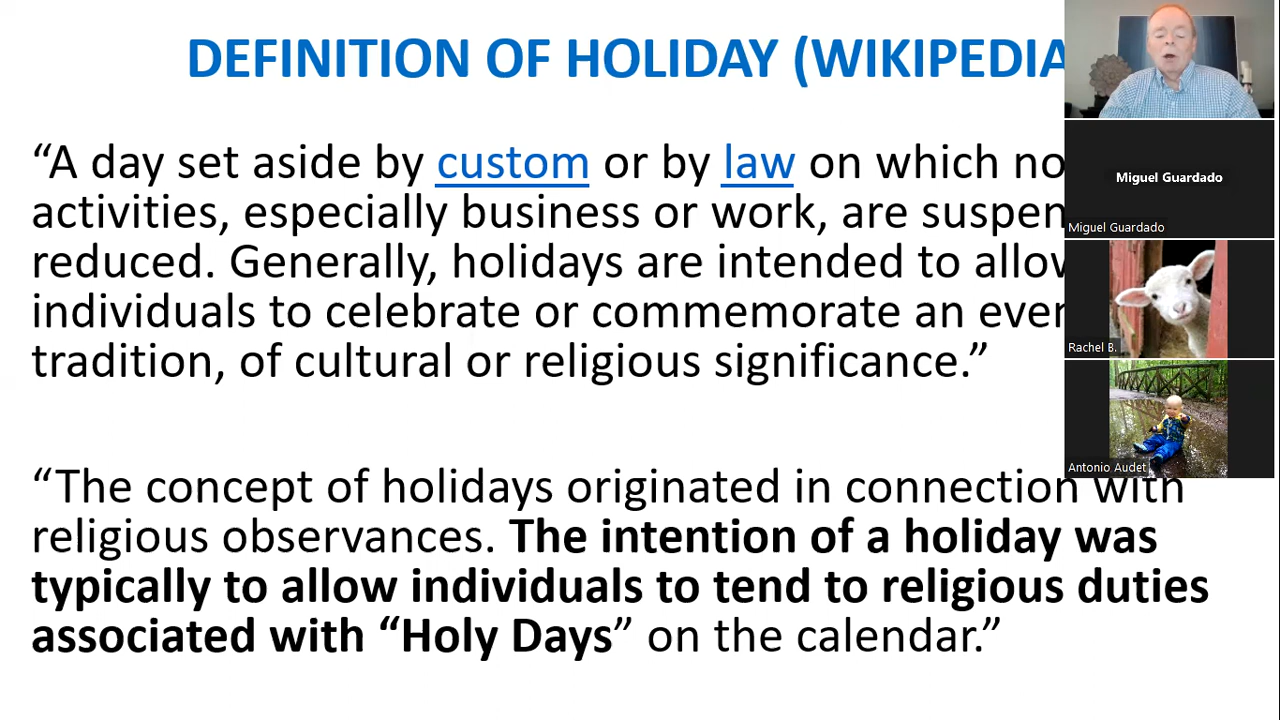 DEFINITION OF HOLIDAY (WIKIPEDIA
“A day set aside by custom or by law on which no
activities, especially business or work, are suspen
reduced. Generally, holidays are intended to allow
individuals to celebrate or commemorate an even
tradition, of cultural or religious significance.”
“The concept of holidays originated in connection with
religious observances. The intention of a holiday was
typically to allow individuals to tend to religious duties
associated with “Holy Days” on the calendar.”
Miguel Guardado
Miguel Guardado
Rachel B.
Antonio Audet